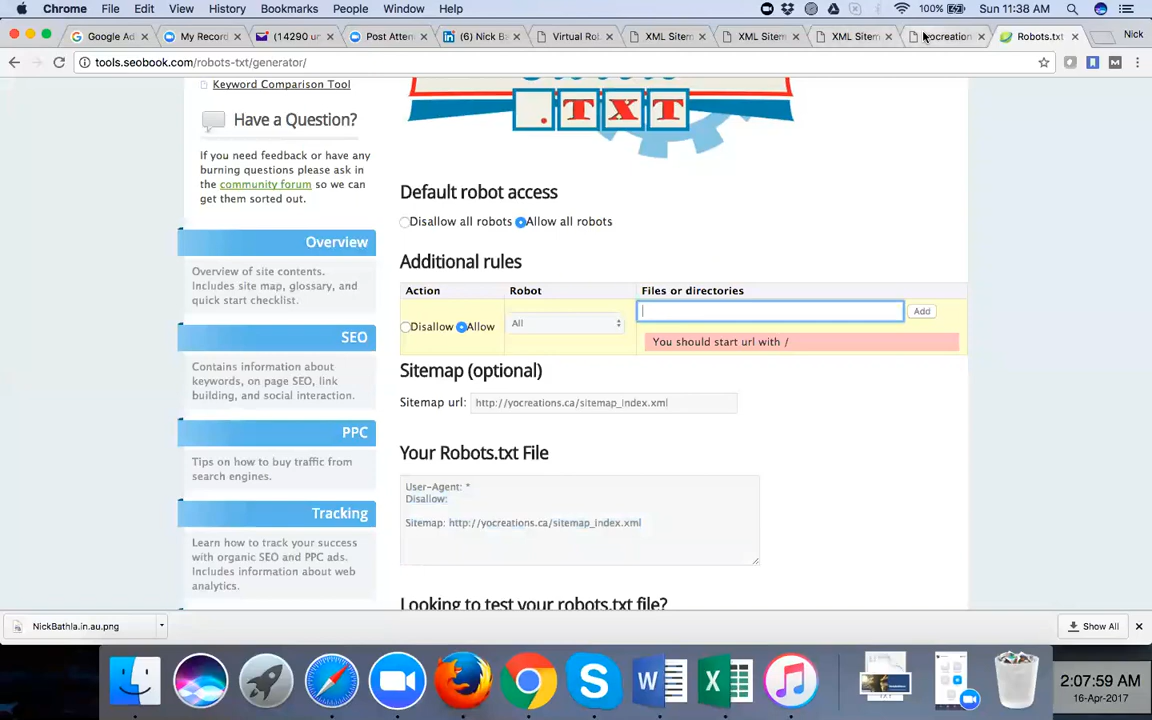 Chrome File Edit View History Bookmarks People Window Help
100% Sun 11:38 AM
Google Ad
My Record
(14290 un
Post Atten
(6) Nick B
Virtual Ro
XML Sitem
XML Sitem
XML Sitem
yocreation
Robots.txt
Nick
tools.seobook.com/robots-txt/generator/
Keyword Comparison Tool
Have a Question?
If you need feedback or have any
burning questions please ask in
the community forum so we can
get them sorted out.
Overview
Overview of site contents.
Includes site map, glossary, and
quick start checklist.
SEO
Contains information about
keywords, on page SEO, link
building, and social interaction.
PPC
Tips on how to buy traffic from
search engines.
Tracking
Learn how to track your success
with organic SEO and PPC ads.
Includes information about web
analytics.
.TXT
Default robot access
Disallow all robots Allow all robots
Additional rules
Action Robot Files or directories
Disallow Allow All Add
You should start url with /
Sitemap (optional)
Sitemap url: http://yocreations.ca/sitemap_index.xml
Your Robots.txt File
User-Agent: *
Disallow:
Sitemap: http://yocreations.ca/sitemap_index.xml
Looking to test your robots.txt file?
NickBathla.in.au.png
Show All
2:07:59 AM
16-Apr-2017